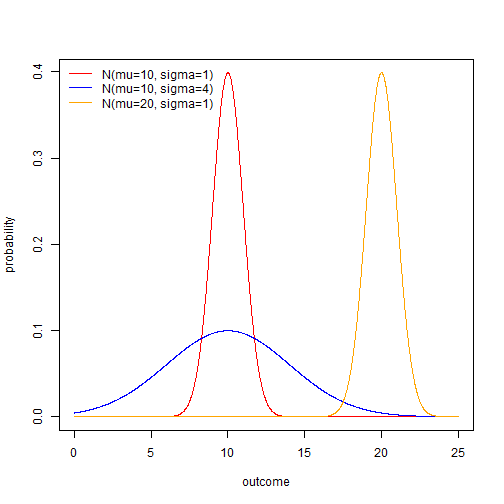 N(mu=10, sigma=1)
N(mu=10, sigma=4)
N(mu=20, sigma=1)
probability
0.0
0.1
0.2
0.3
0.4
0
5
10
15
20
25
outcome